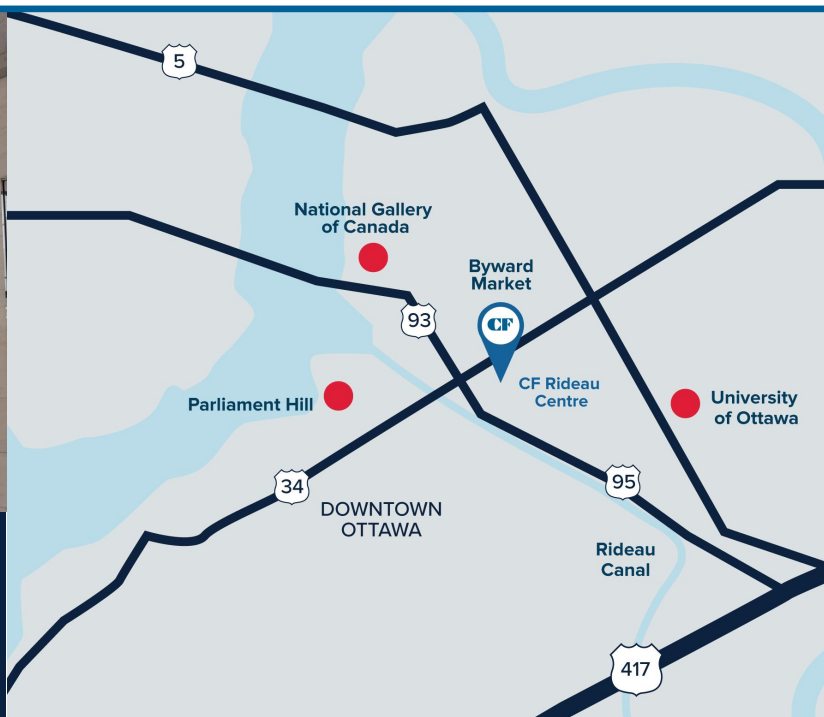 5
National Gallery
of Canada
Byward
Market
93
CF
CF Rideau
Centre
Parliament Hill
University
of Ottawa
34
95
DOWNTOWN
OTTAWA
Rideau
Canal
417